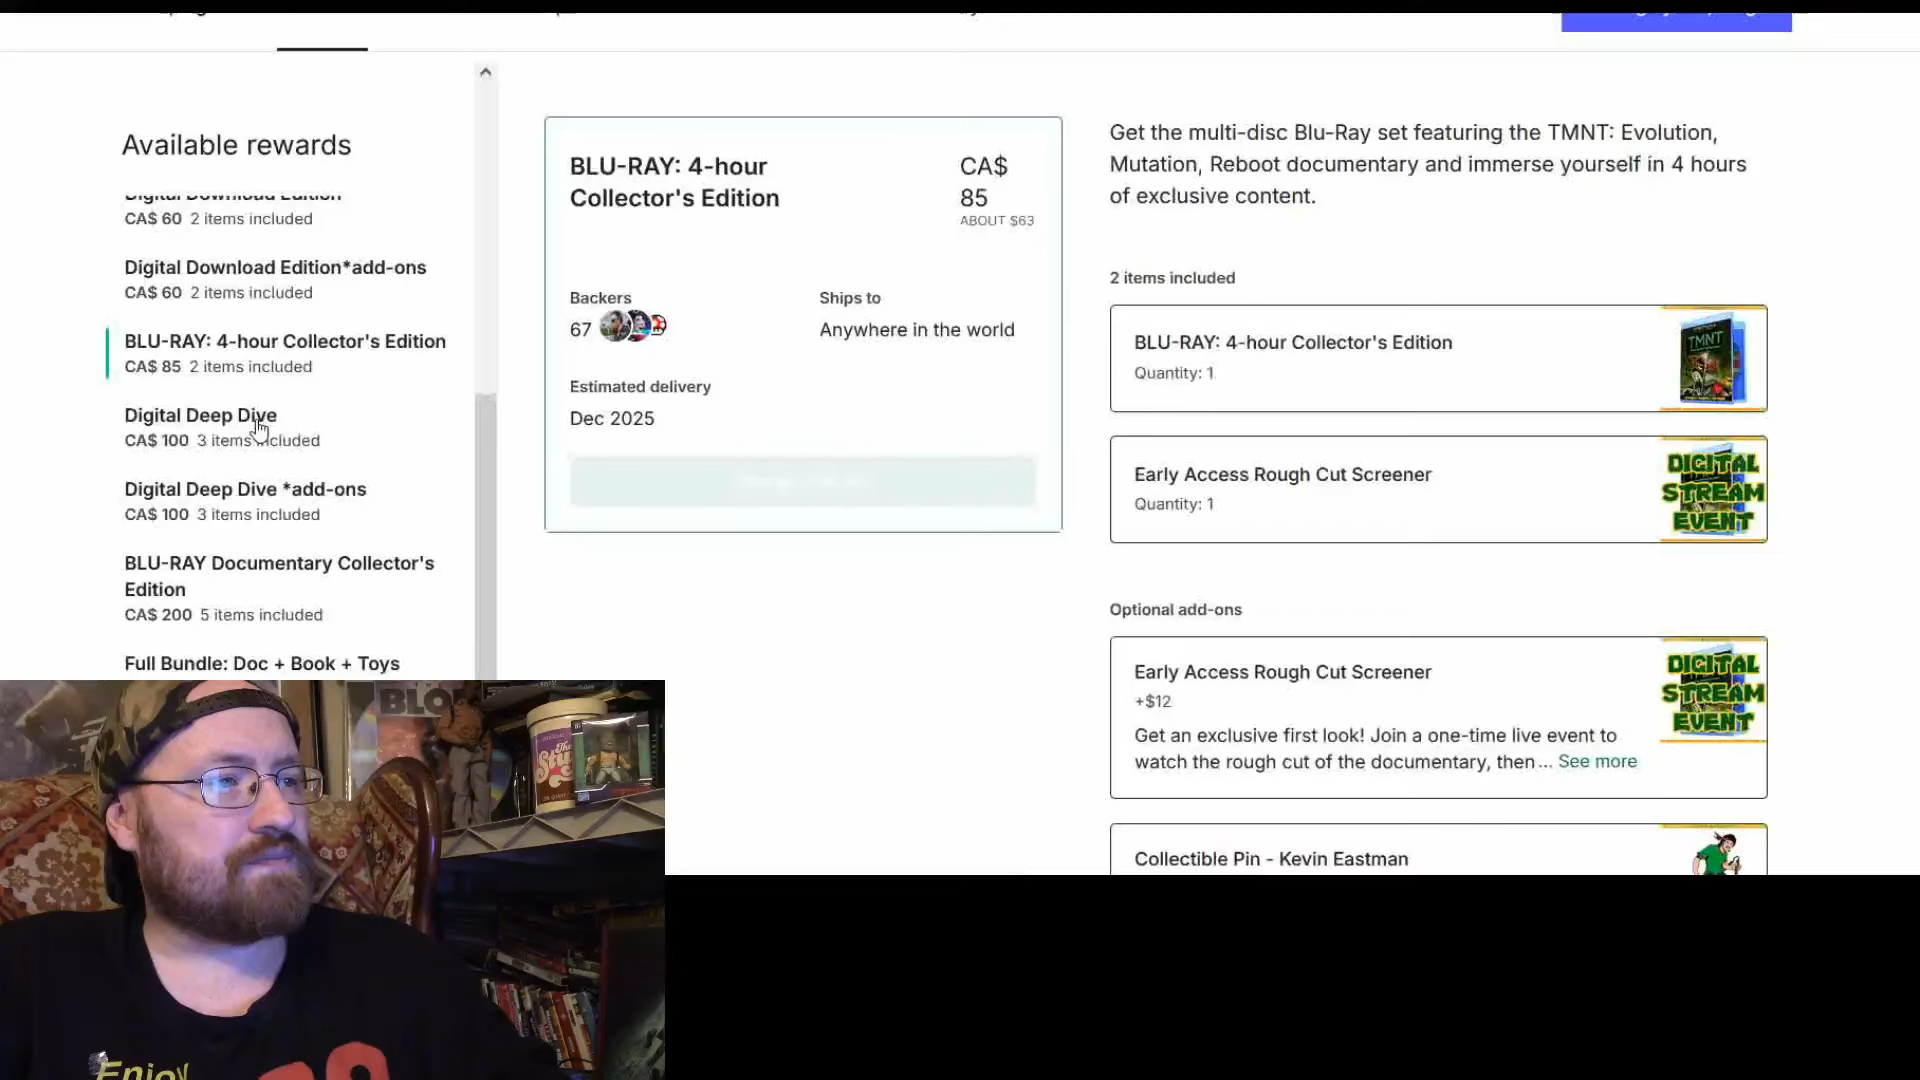 Available rewards
Digital Download Edition
CA$ 60 2 items included
Digital Download Edition*add-ons
CA$ 60 2 items included
BLU-RAY: 4-hour Collector's Edition
CA$ 85 2 items included
Digital Deep Dive
CA$ 100 3 items included
Digital Deep Dive *add-ons
CA$ 100 3 items included
BLU-RAY Documentary Collector's
Edition
CA$ 200 5 items included
Full Bundle: Doc + Book + Toys
BLU-RAY: 4-hour
Collector's Edition
CA$
85
ABOUT $63
Backers
67
Ships to
Anywhere in the world
Estimated delivery
Dec 2025
Get the multi-disc Blu-Ray set featuring the TMNT: Evolution,
Mutation, Reboot documentary and immerse yourself in 4 hours
of exclusive content.
2 items included
BLU-RAY: 4-hour Collector's Edition
Quantity: 1
TMNT
Early Access Rough Cut Screener
Quantity: 1
DIGITAL
STREAM
EVENT
Optional add-ons
Early Access Rough Cut Screener
+$12
Get an exclusive first look! Join a one-time live event to
watch the rough cut of the documentary, then ... See more
DIGITAL
STREAM
EVENT
Collectible Pin - Kevin Eastman
BLO
The
Stu
Enjoy